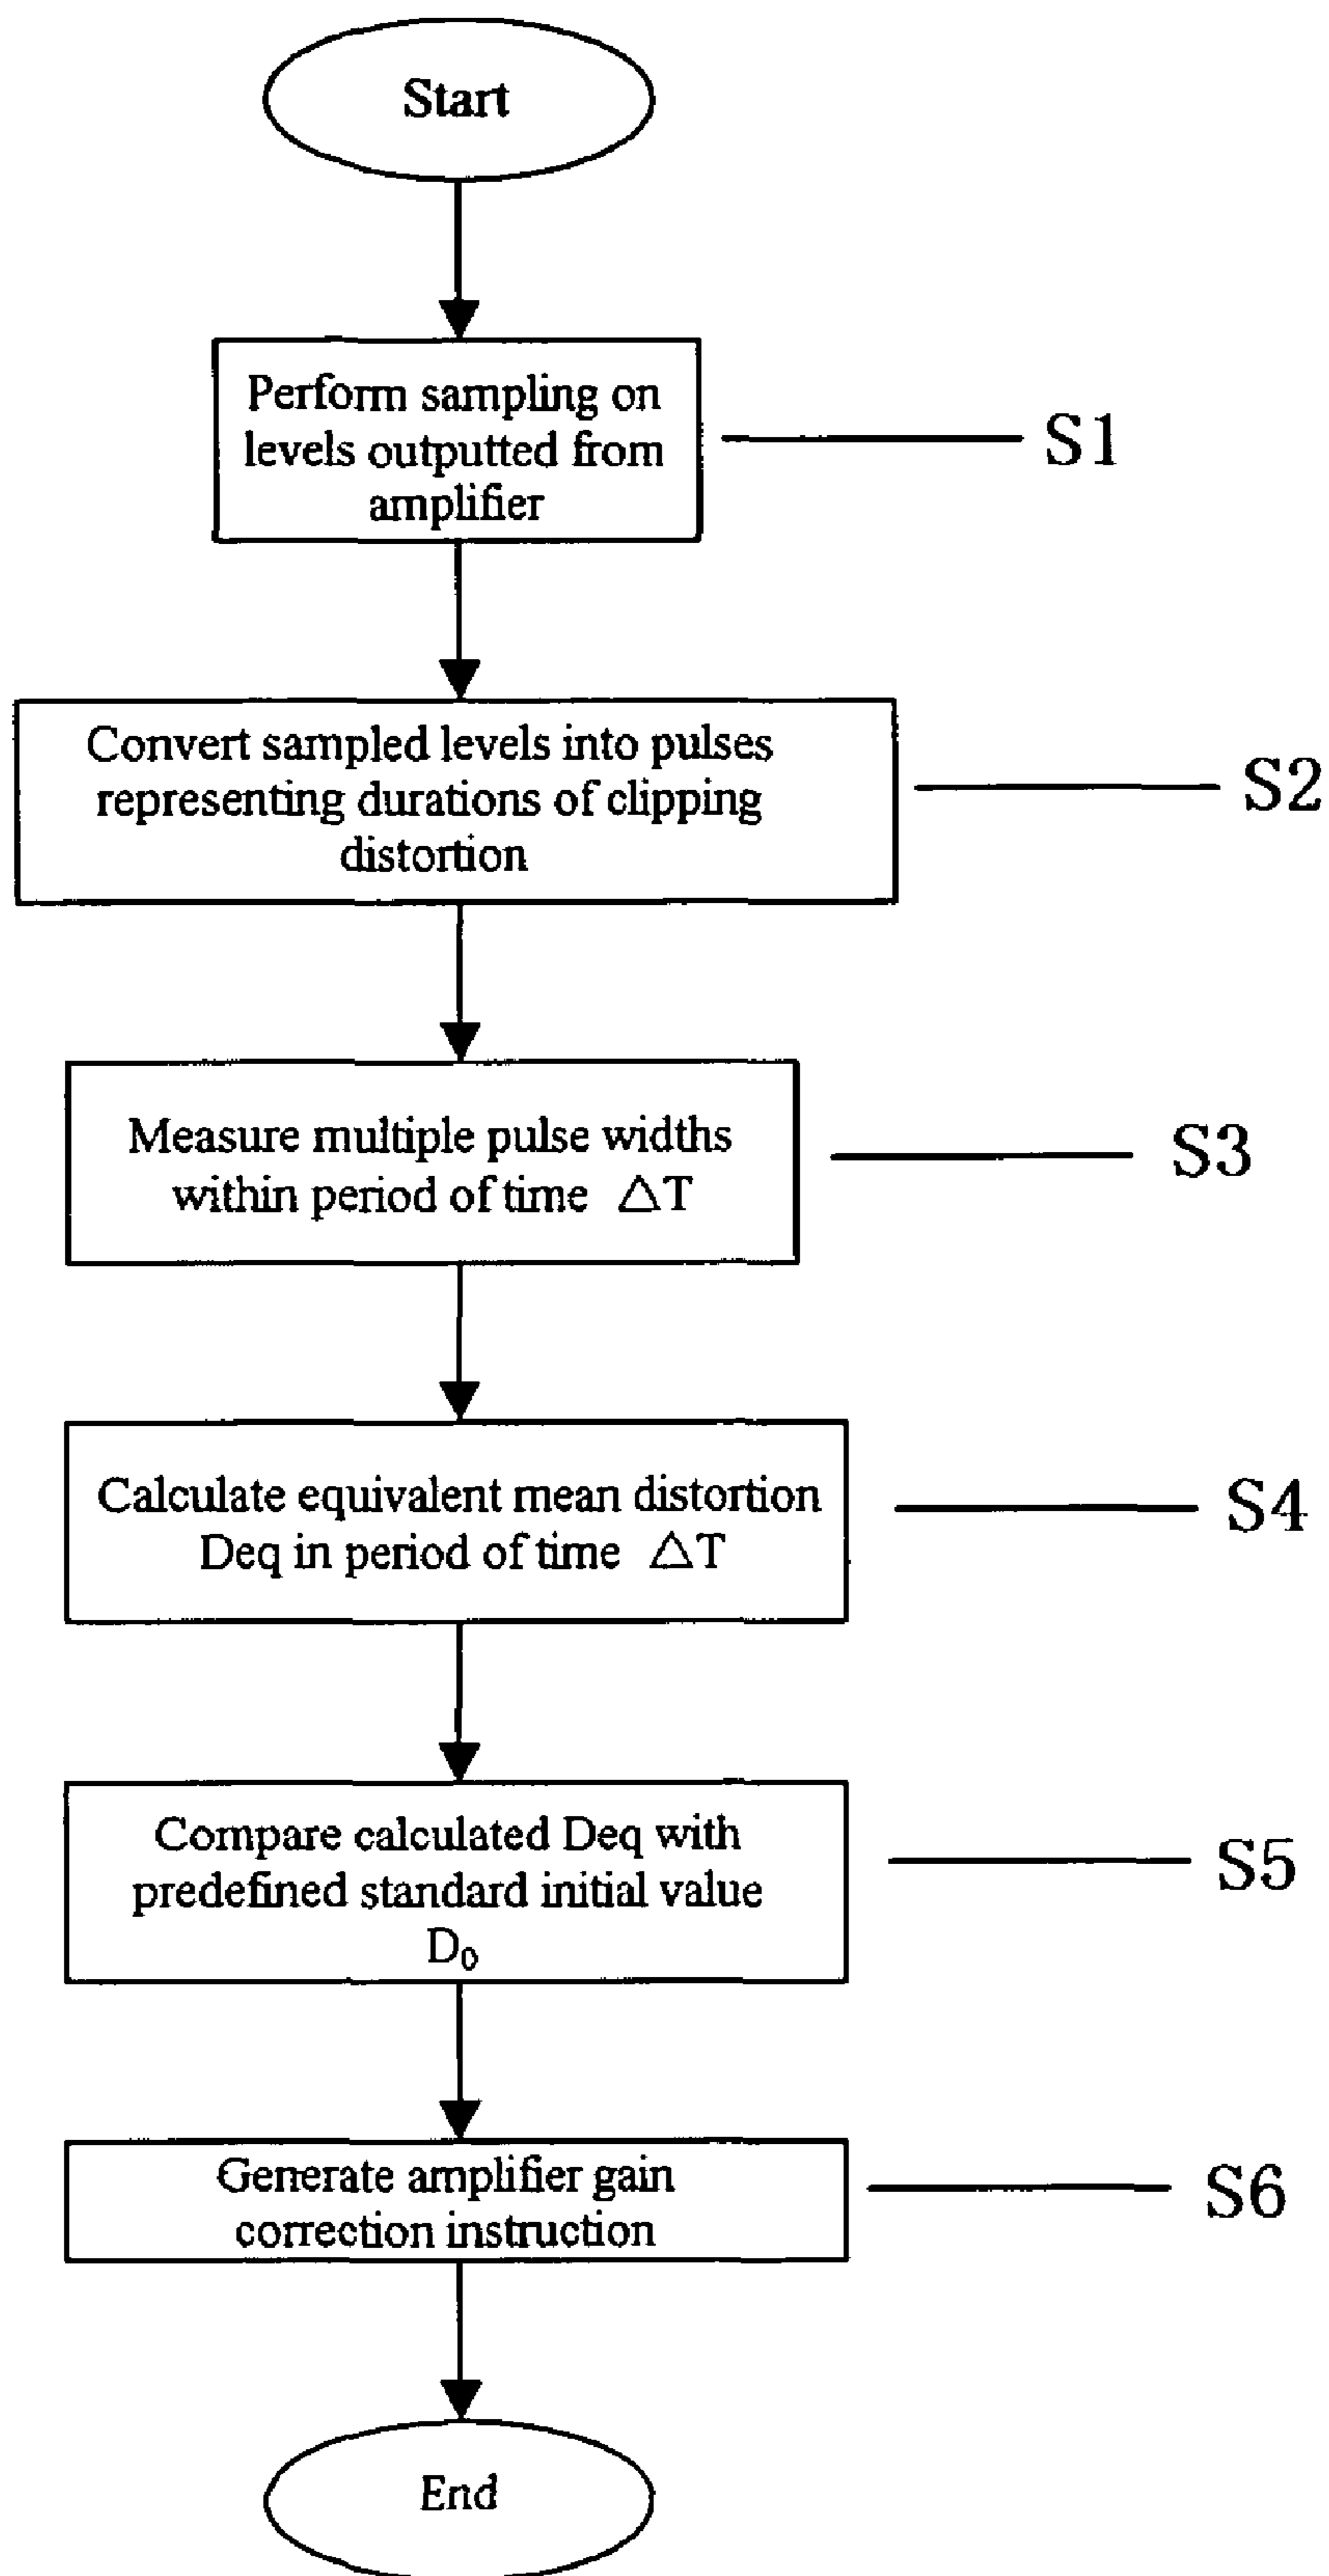 Start
Perform sampling on
levels outputted from
amplifier
S1
Convert sampled levels into pulses
representing durations of clipping
distortion
S2
Measure multiple pulse widths
within period of time △T
S3
Calculate equivalent mean distortion
Deq in period of time △T
S4
Compare calculated Deq with
predefined standard initial value
D₀
S5
Generate amplifier gain
correction instruction
S6
End